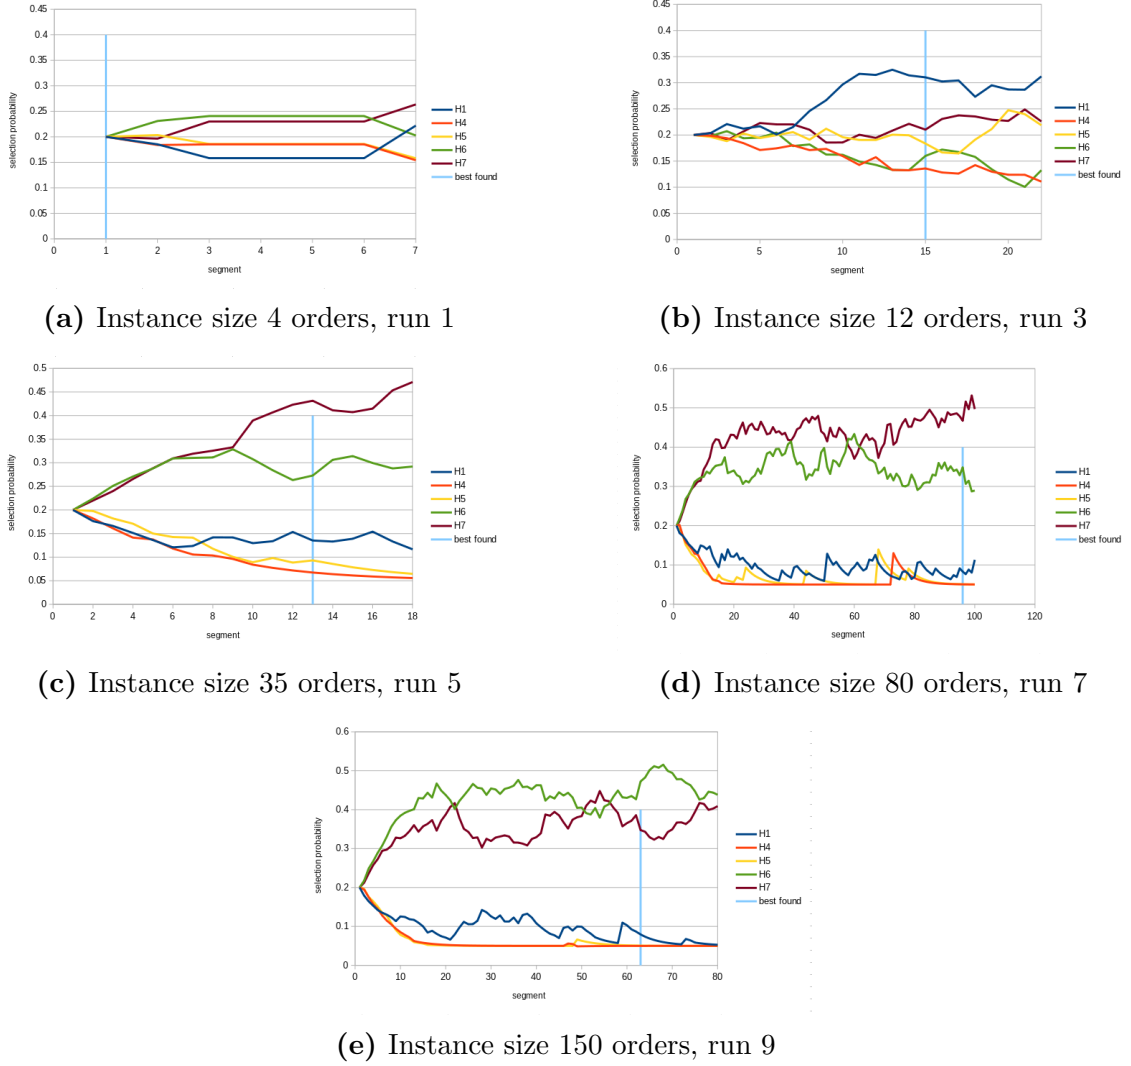 0.45
0.4
0.35
0.3
0.25
0.2
0.15
0.1
0.05
0
selection probability
0 1 2 3 4 5 6 7
segment
H1
H4
H5
H6
H7
best found
(a) Instance size 4 orders, run 1
0.45
0.4
0.35
0.3
0.25
0.2
0.15
0.1
0.05
0
selection probability
0 5 10 15 20
segment
H1
H4
H5
H6
H7
best found
(b) Instance size 12 orders, run 3
0.5
0.45
0.4
0.35
0.3
0.25
0.2
0.15
0.1
0.05
0
selection probability
0 2 4 6 8 10 12 14 16 18
segment
H1
H4
H5
H6
H7
best found
(c) Instance size 35 orders, run 5
0.6
0.5
0.4
0.3
0.2
0.1
0
selection probability
0 20 40 60 80 100 120
segment
H1
H4
H5
H6
H7
best found
(d) Instance size 80 orders, run 7
0.6
0.5
0.4
0.3
0.2
0.1
0
selection probability
0 10 20 30 40 50 60 70 80
segment
H1
H4
H5
H6
H7
best found
(e) Instance size 150 orders, run 9